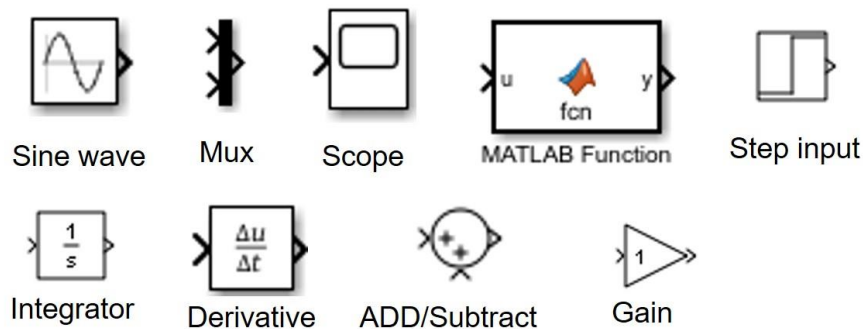 u fcn y
Sine wave Mux Scope MATLAB Function Step input
1
s
Δu
Δt
+ +
1
Integrator Derivative ADD/Subtract Gain